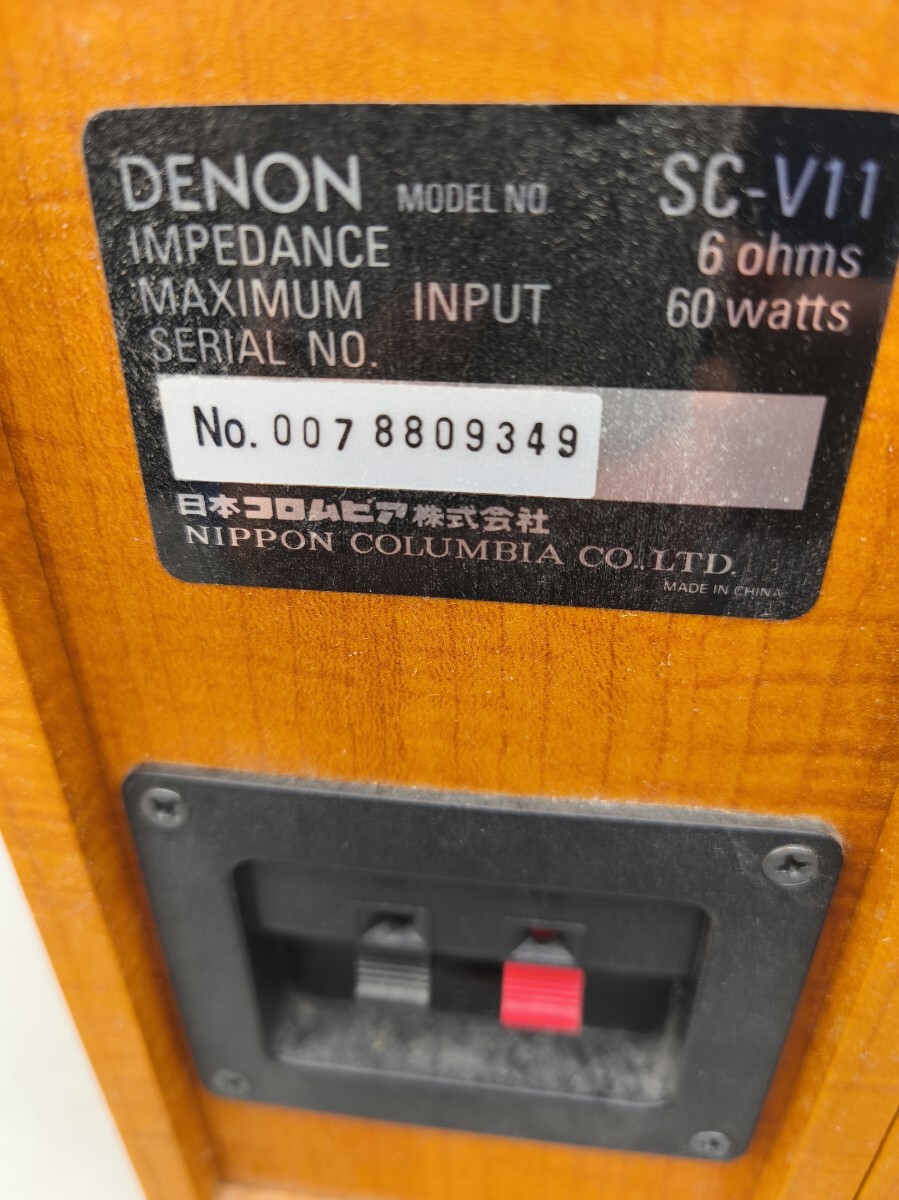 DENON MODEL NO. SC-V11
IMPEDANCE 6 ohms
MAXIMUM INPUT 60 watts
SERIAL NO.
No. 007 8809349
日本コロムビア株式会社
NIPPON COLUMBIA CO., LTD.
MADE IN CHINA